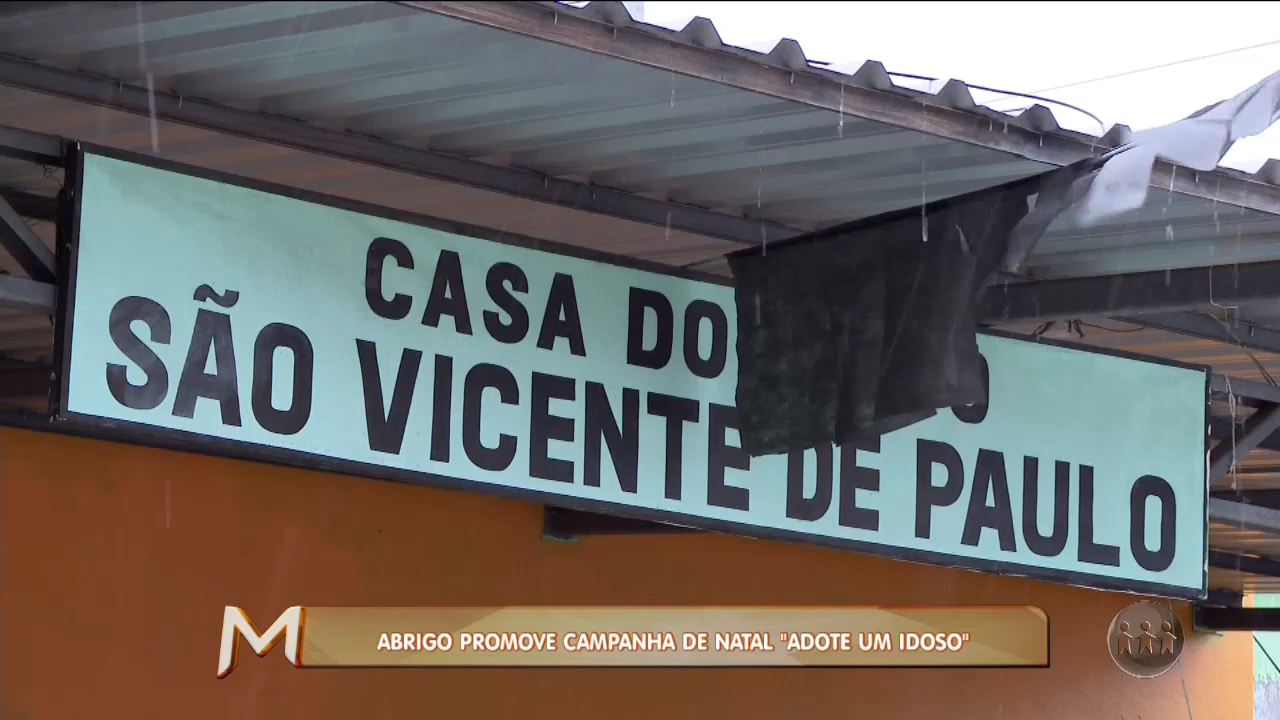 CASA DO
SÃO VICENTE DE PAULO
M
ABRIGO PROMOVE CAMPANHA DE NATAL "ADOTE UM IDOSO"